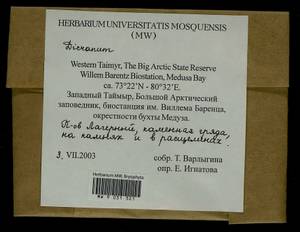 HERBARIUM UNIVERSITATIS MOSQUENSIS
(MW)
Dicranum
Western Taimyr, The Big Arctic State Reserve
Willem Barentz Biostation, Medusa Bay
ca. 73°22'N - 80°32'E.
Западный Таймыр, Большой Арктический
заповедник, биостанция им. Виллема Баренца,
окрестности бухты Медуза.
П-ов Лагерный, каменная гряда,
на камнях и в расщелинах.
3. VII.2003
собр. Т. Варлыгина
опр. Е. Игнатова
Herbarium MW, Bryophyta